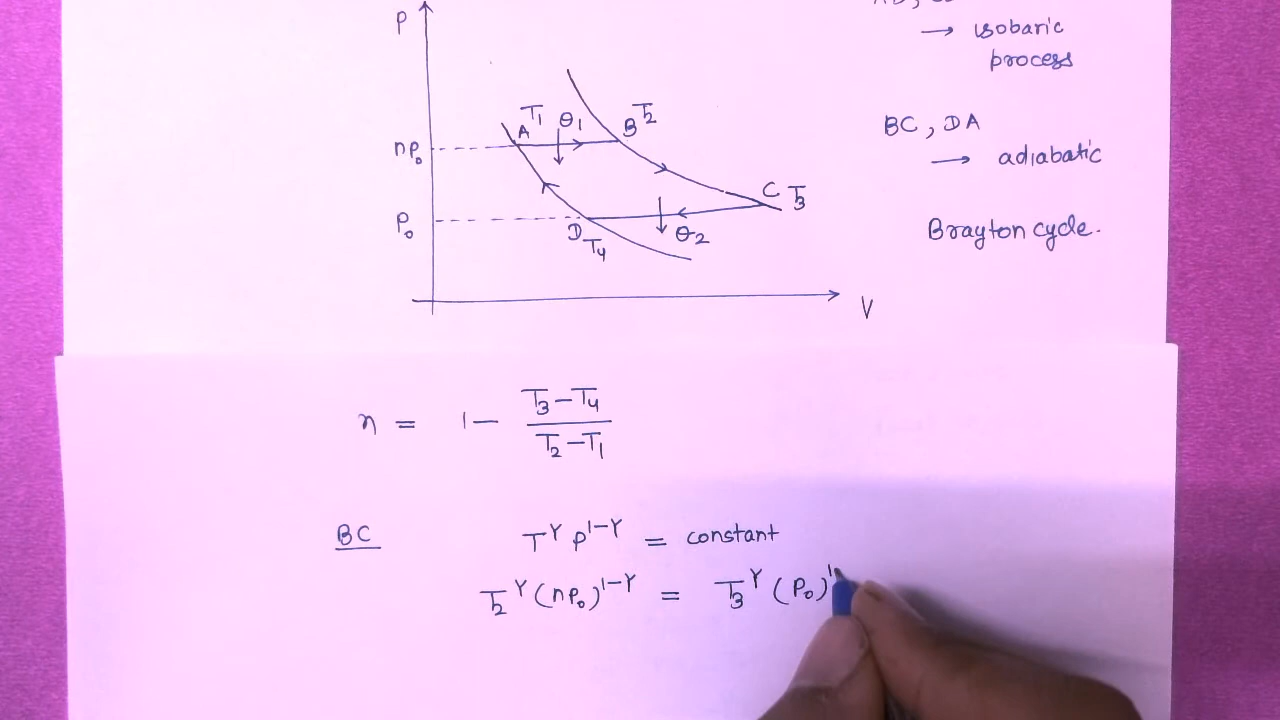 P
→ isobaric
process
T₁ θ₁ T₂
A B
nP₀
BC, DA
→ adiabatic
C T₃
P₀
D θ₂
T₄
Brayton cycle.
V
η = 1 - (T₃-T₄)/(T₂-T₁)
BC T^γ P^(1-γ) = constant
T₂^γ (nP₀)^(1-γ) = T₃^γ (P₀)^1